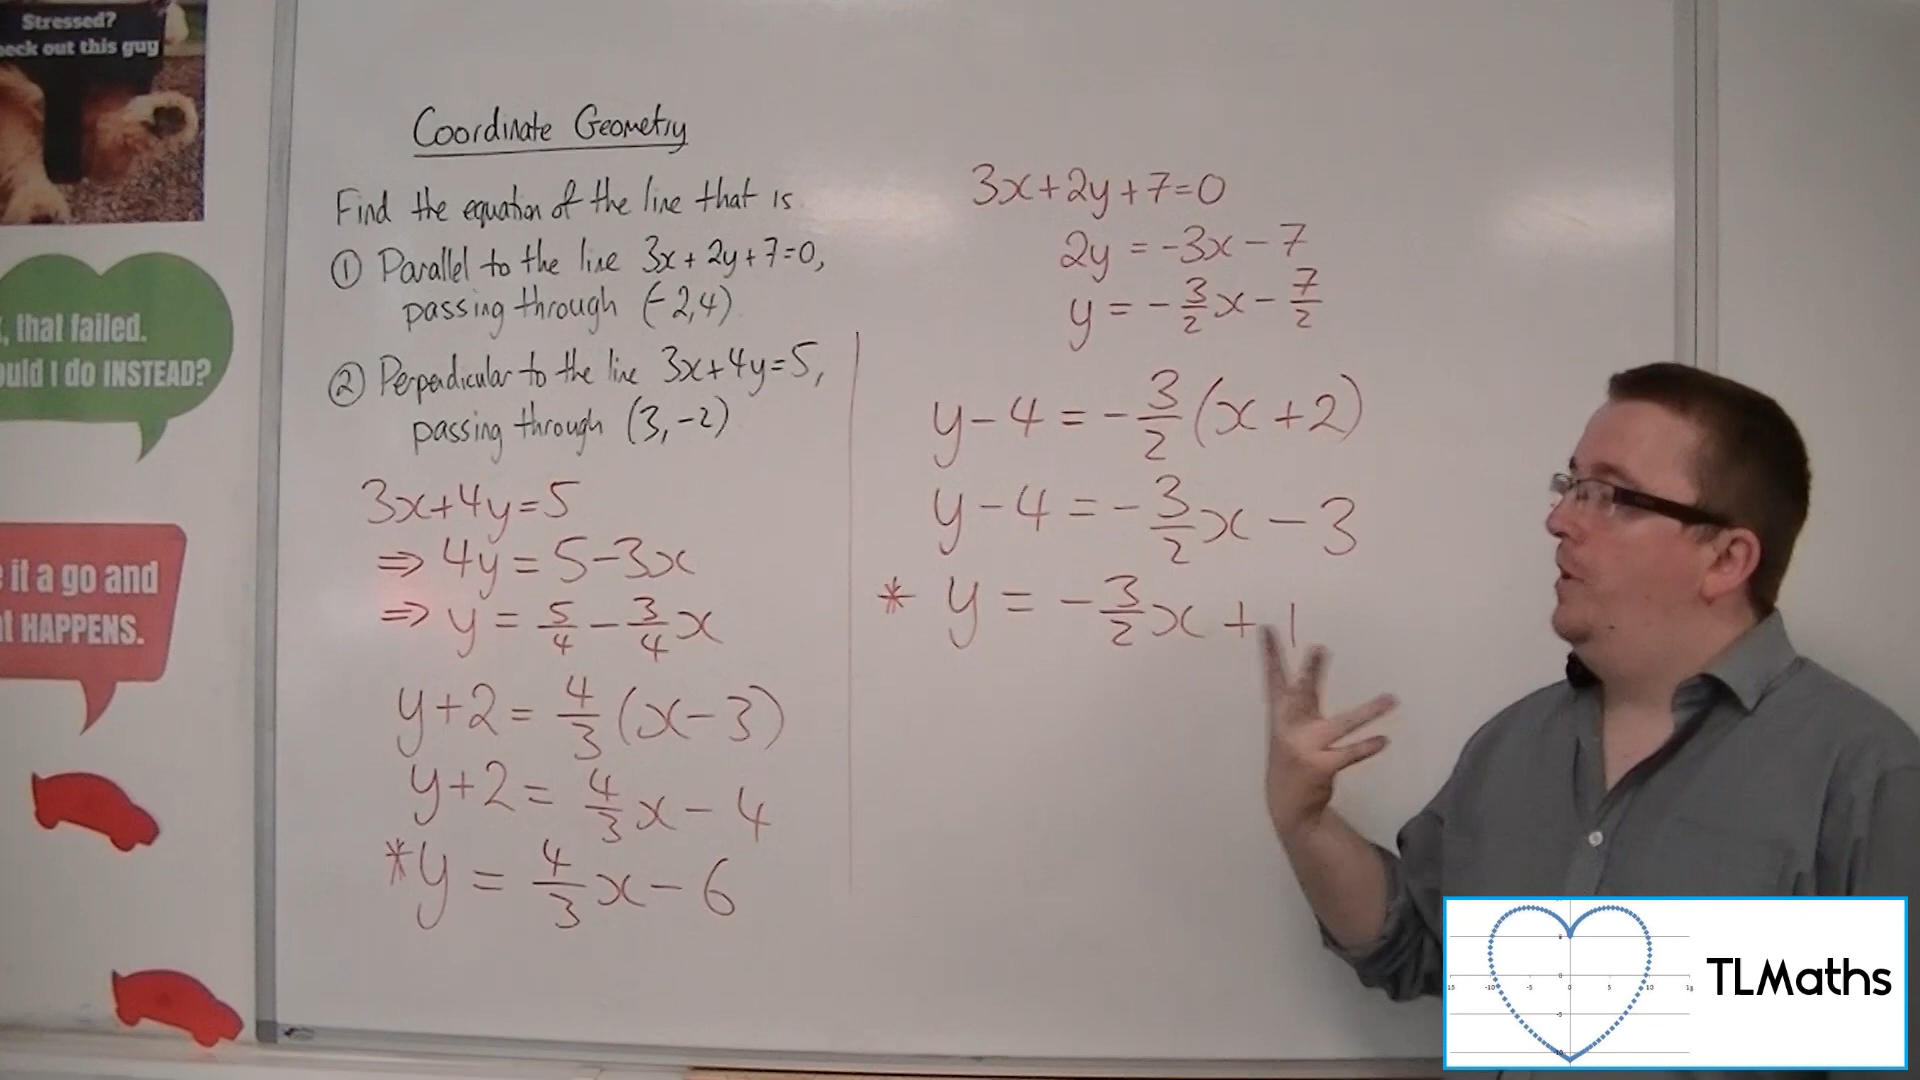 Stressed?
eck out this guy
, that failed.
ould I do INSTEAD?
it a go and
HAPPENS.
Coordinate Geometry
Find the equation of the line that is
① Parallel to the line 3x + 2y + 7 = 0,
passing through (-2,4)
② Perpendicular to the line 3x + 4y = 5,
passing through (3,-2)
3x+4y=5
⇒ 4y = 5-3x
⇒ y = 5/4 - 3/4 x
y+2 = 4/3 (x-3)
y+2 = 4/3 x - 4
* y = 4/3 x - 6
3x+2y+7=0
2y = -3x - 7
y = -3/2 x - 7/2
y-4 = -3/2 (x+2)
y-4 = -3/2 x - 3
* y = -3/2 x + 1
TLMaths